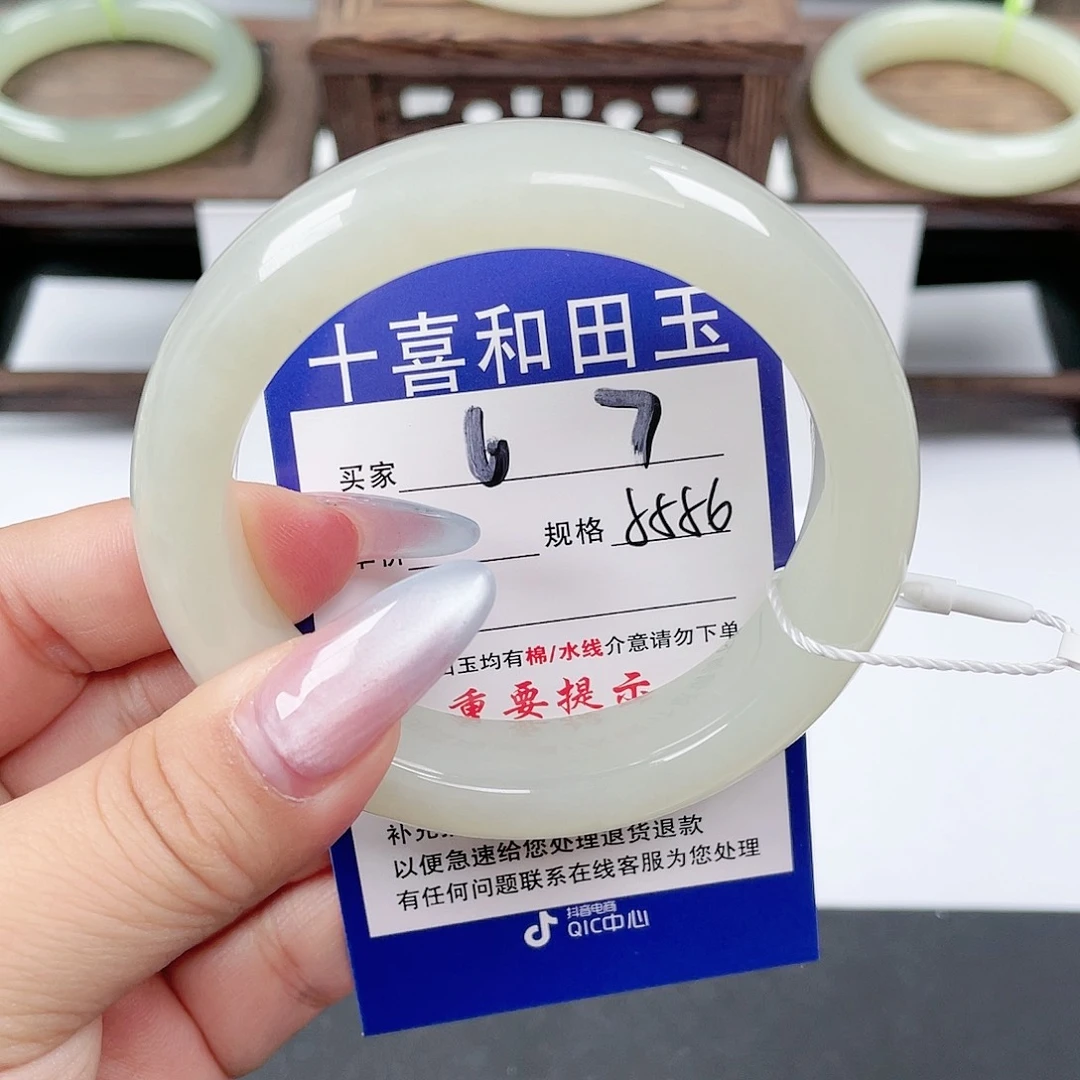 十喜和田玉
买家 6 7
规格 8886
玉均有棉/水线介意请勿下单
重要提示
以便急速给您处理退货退款
有任何问题联系在线客服为您处理
抖音电商
QIC中心